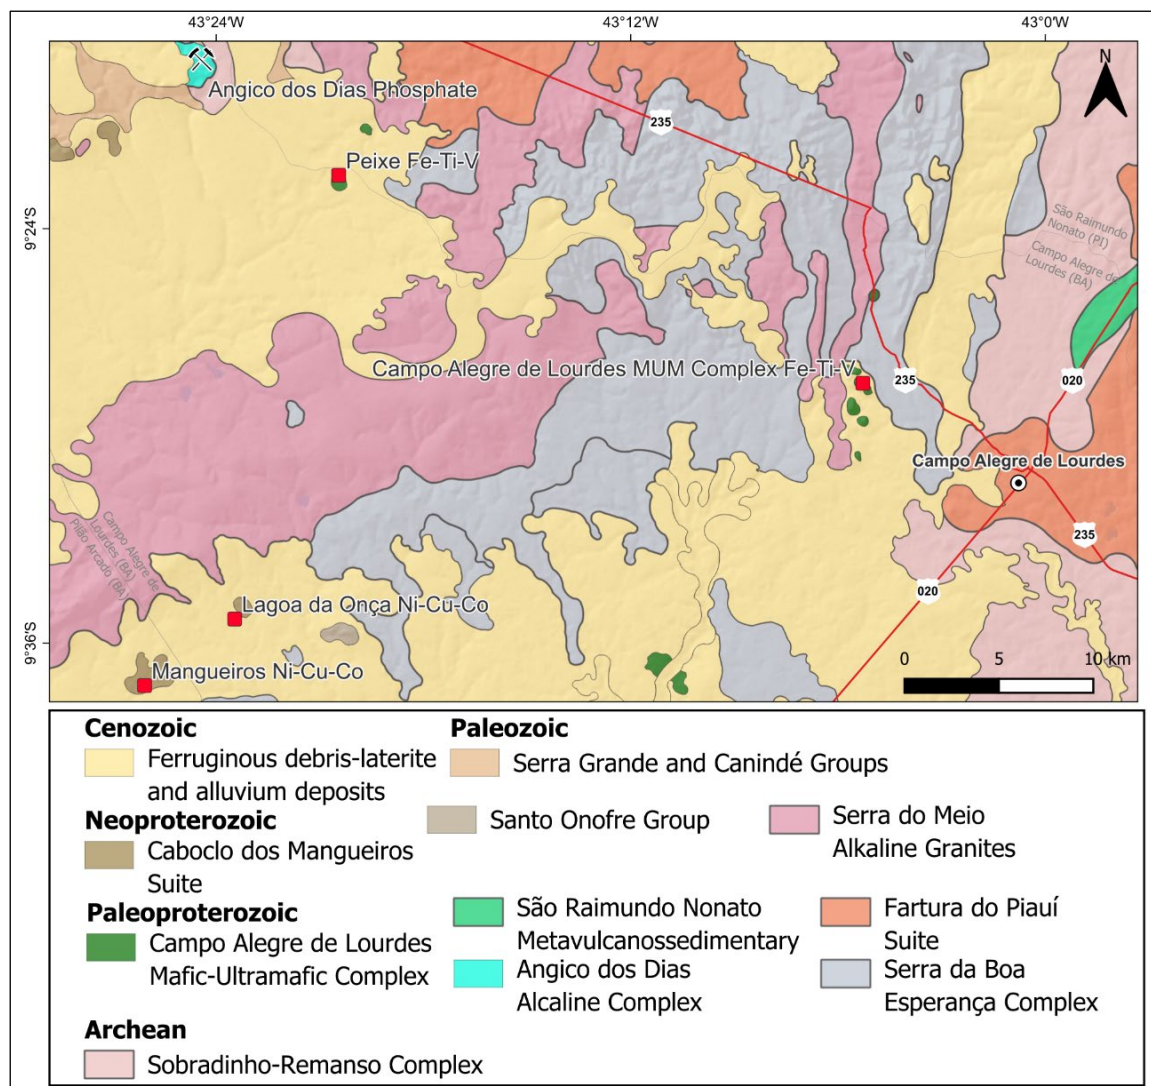 43°24'W
43°12'W
43°0'W
N
Angico dos Dias Phosphate
235
Peixe Fe-Ti-V
9°24'S
São Raimundo
Nonato (PI)
Campo Alegre de
Lourdes (BA)
Campo Alegre de Lourdes MUM Complex Fe-Ti-V
235
020
Campo Alegre de Lourdes
235
Campo Alegre de
Lourdes (BA)
Pilão Arcado (BA)
020
Lagoa da Onça Ni-Cu-Co
9°36'S
Mangueiros Ni-Cu-Co
0 5 10 km
Cenozoic
Ferruginous debris-laterite
and alluvium deposits
Paleozoic
Serra Grande and Canindé Groups
Neoproterozoic
Caboclo dos Mangueiros
Suite
Santo Onofre Group
Serra do Meio
Alkaline Granites
Paleoproterozoic
Campo Alegre de Lourdes
Mafic-Ultramafic Complex
São Raimundo Nonato
Metavulcanossedimentary
Fartura do Piauí
Suite
Angico dos Dias
Alcaline Complex
Serra da Boa
Esperança Complex
Archean
Sobradinho-Remanso Complex